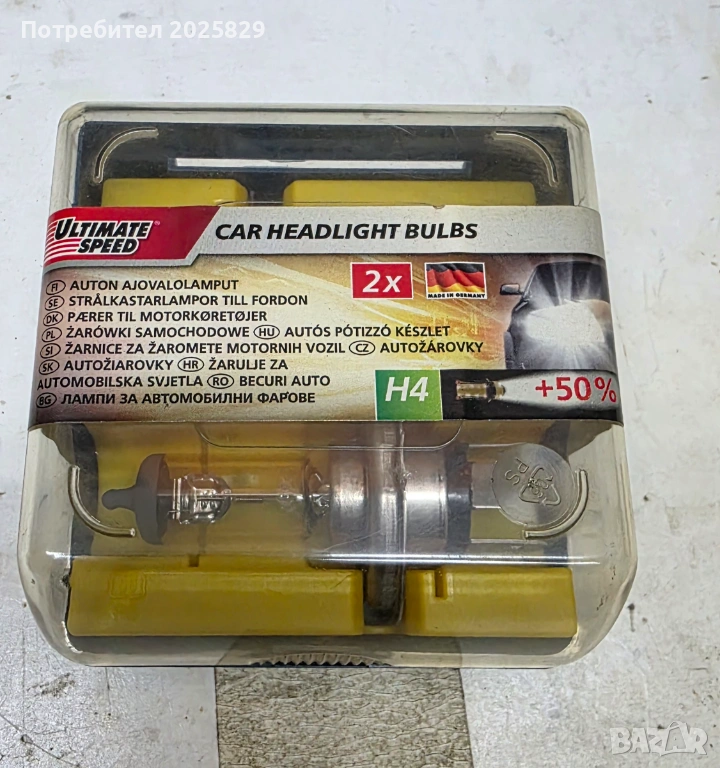 Потребител 2025829
ULTIMATE SPEED
CAR HEADLIGHT BULBS
FI AUTON AJOVALOLAMPUT
SE STRÅLKASTARLAMPOR TILL FORDON
DK PÆRER TIL MOTORKØRETØJER
PL ŻARÓWKI SAMOCHODOWE HU AUTÓS PÓTIZZÓ KÉSZLET
SI ŽARNICE ZA ŽAROMETE MOTORNIH VOZIL CZ AUTOŽÁROVKY
SK AUTOŽIAROVKY HR ŽARULJE ZA
AUTOMOBILSKA SVJETLA RO BECURI AUTO
BG ЛАМПИ ЗА АВТОМОБИЛНИ ФАРОВЕ
2x
MADE IN GERMANY
H4
+50%
BAZAR